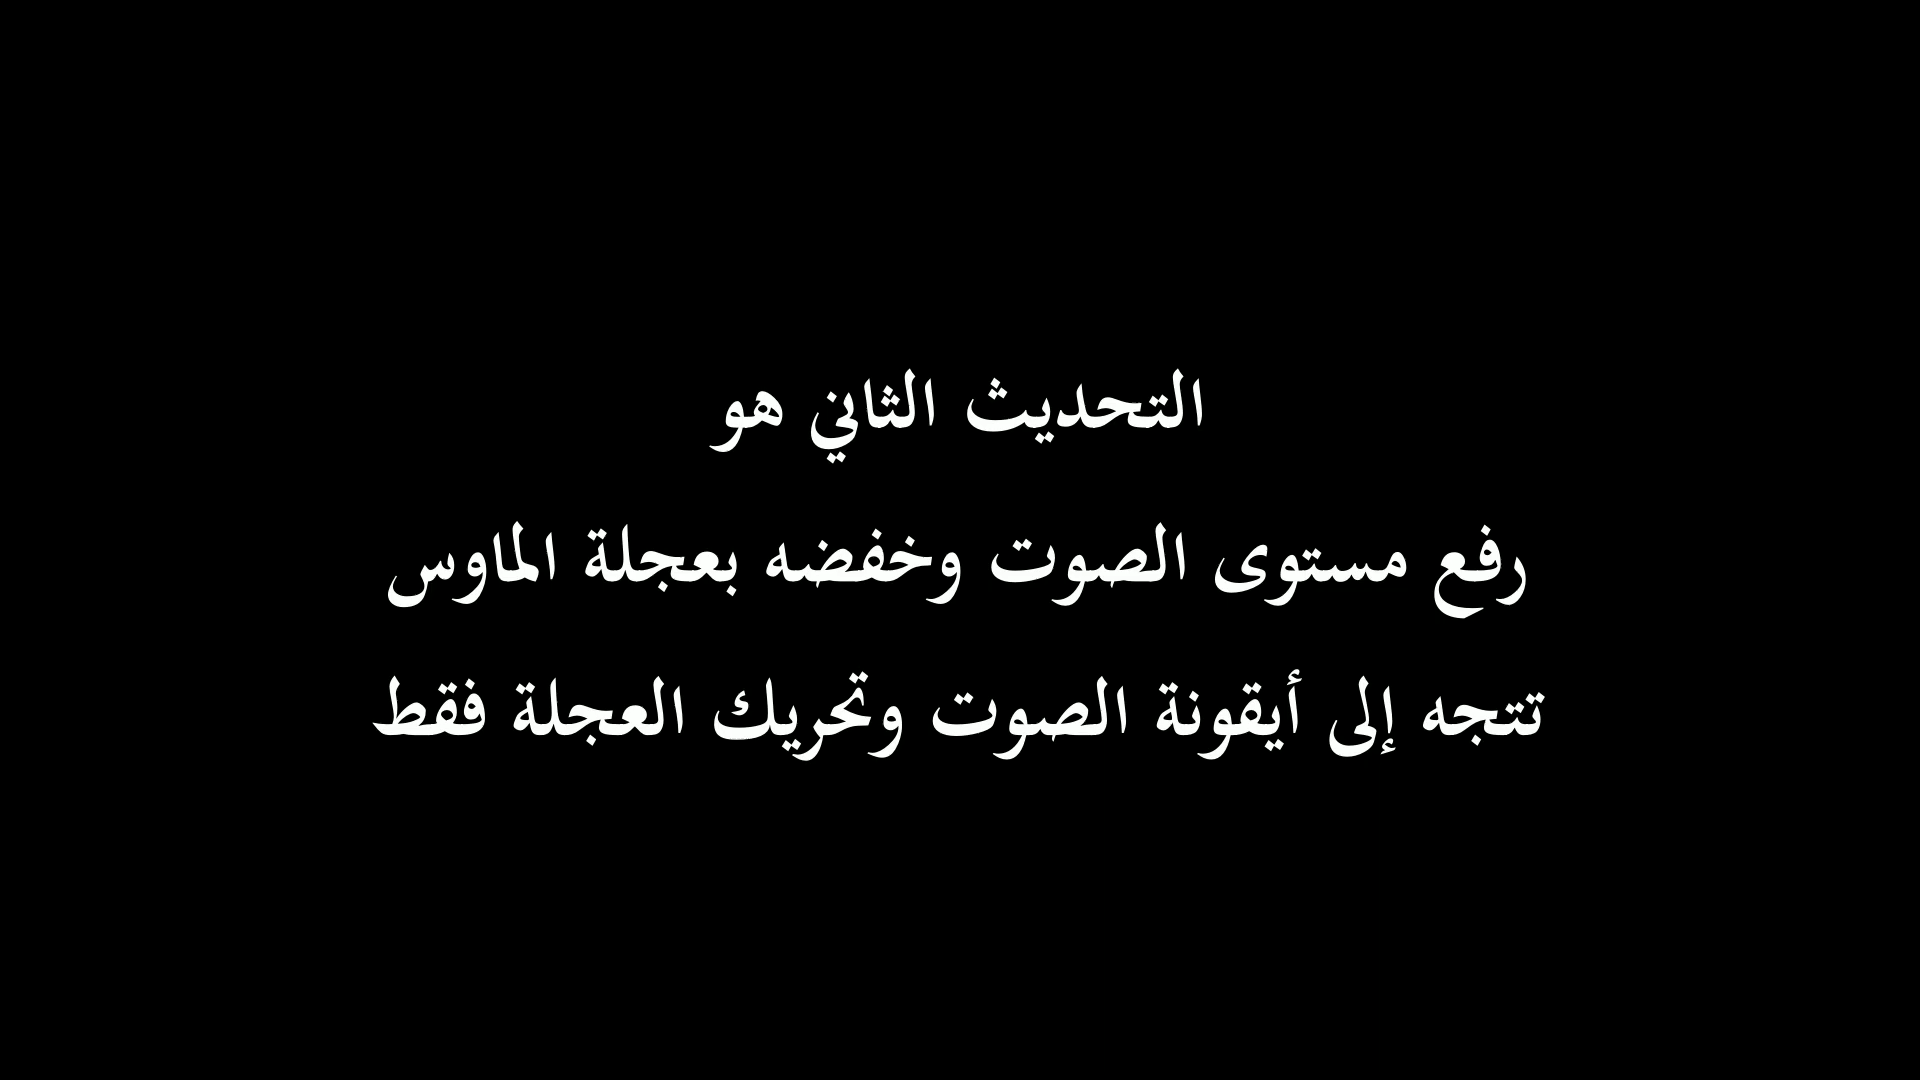 التحديث الثاني هو
رفع مستوى الصوت وخفضه بعجلة الماوس
تتجه إلى أيقونة الصوت وتحريك العجلة فقط